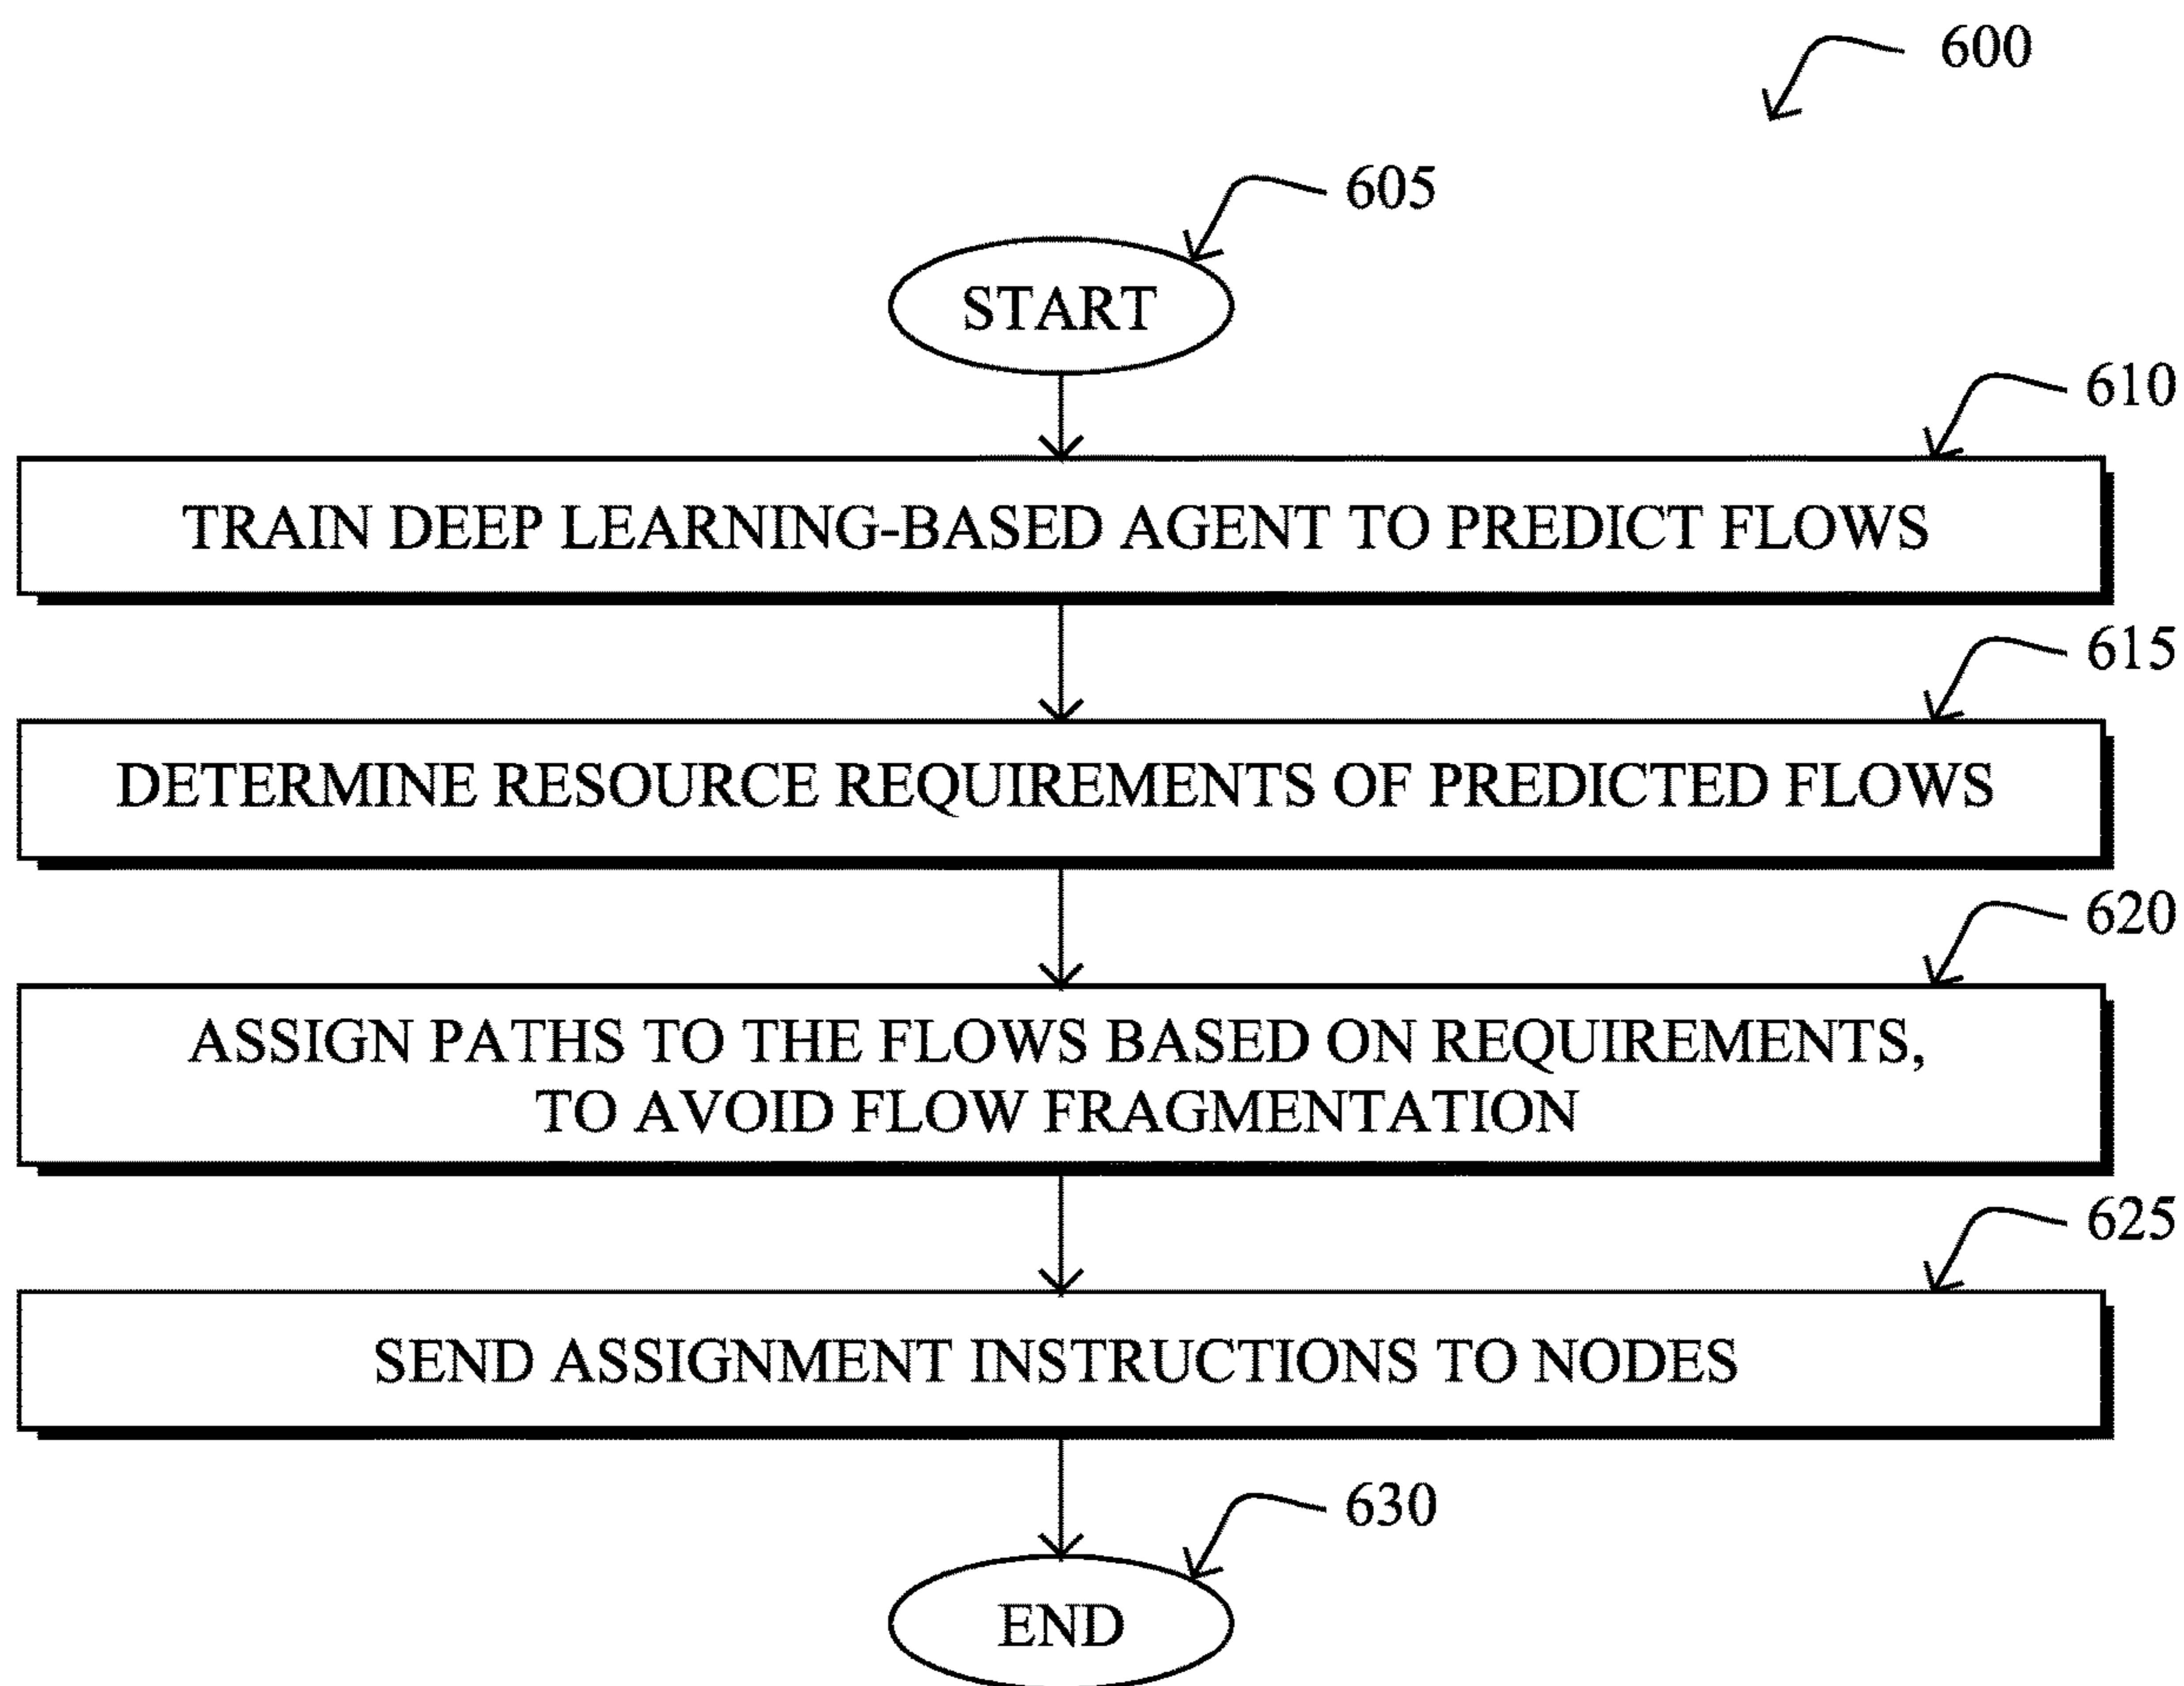 600
605
START
610
TRAIN DEEP LEARNING-BASED AGENT TO PREDICT FLOWS
615
DETERMINE RESOURCE REQUIREMENTS OF PREDICTED FLOWS
620
ASSIGN PATHS TO THE FLOWS BASED ON REQUIREMENTS,
TO AVOID FLOW FRAGMENTATION
625
SEND ASSIGNMENT INSTRUCTIONS TO NODES
630
END